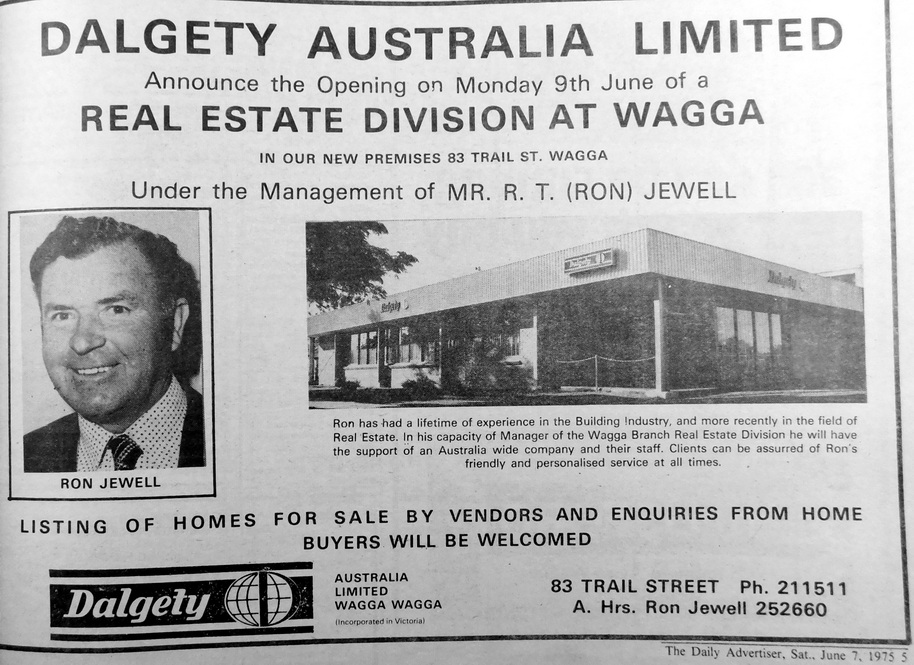 DALGETY AUSTRALIA LIMITED
Announce the Opening on Monday 9th June of a
REAL ESTATE DIVISION AT WAGGA
IN OUR NEW PREMISES 83 TRAIL ST. WAGGA
Under the Management of MR. R. T. (RON) JEWELL
Dalgety
Dalgety
Dalgety
RON JEWELL
Ron has had a lifetime of experience in the Building Industry, and more recently in the field of
Real Estate. In his capacity of Manager of the Wagga Branch Real Estate Division he will have
the support of an Australia wide company and their staff. Clients can be assurred of Ron's
friendly and personalised service at all times.
LISTING OF HOMES FOR SALE BY VENDORS AND ENQUIRIES FROM HOME
BUYERS WILL BE WELCOMED
Dalgety
AUSTRALIA
LIMITED
WAGGA WAGGA
(Incorporated in Victoria)
83 TRAIL STREET Ph. 211511
A. Hrs. Ron Jewell 252660
The Daily Advertiser, Sat., June 7, 1975 5